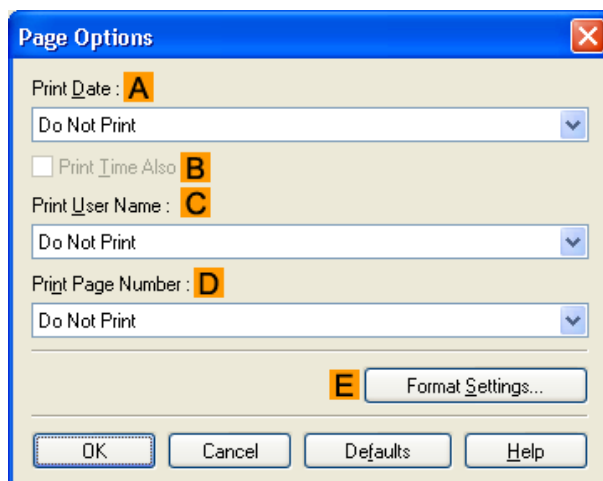 Page Options
Print Date : A
Do Not Print
Print Time Also B
Print User Name : C
Do Not Print
Print Page Number : D
Do Not Print
E Format Settings...
OK Cancel Defaults Help